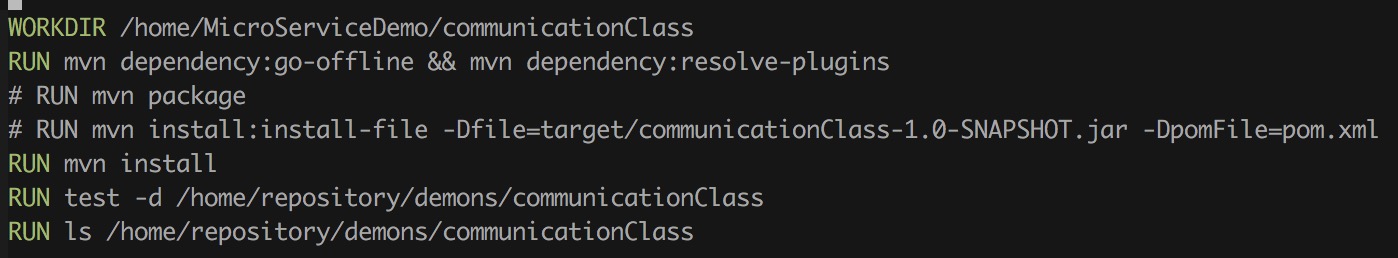 WORKDIR /home/MicroServiceDemo/communicationClass
RUN mvn dependency:go-offline && mvn dependency:resolve-plugins
# RUN mvn package
# RUN mvn install:install-file -Dfile=target/communicationClass-1.0-SNAPSHOT.jar -DpomFile=pom.xml
RUN mvn install
RUN test -d /home/repository/demons/communicationClass
RUN ls /home/repository/demons/communicationClass